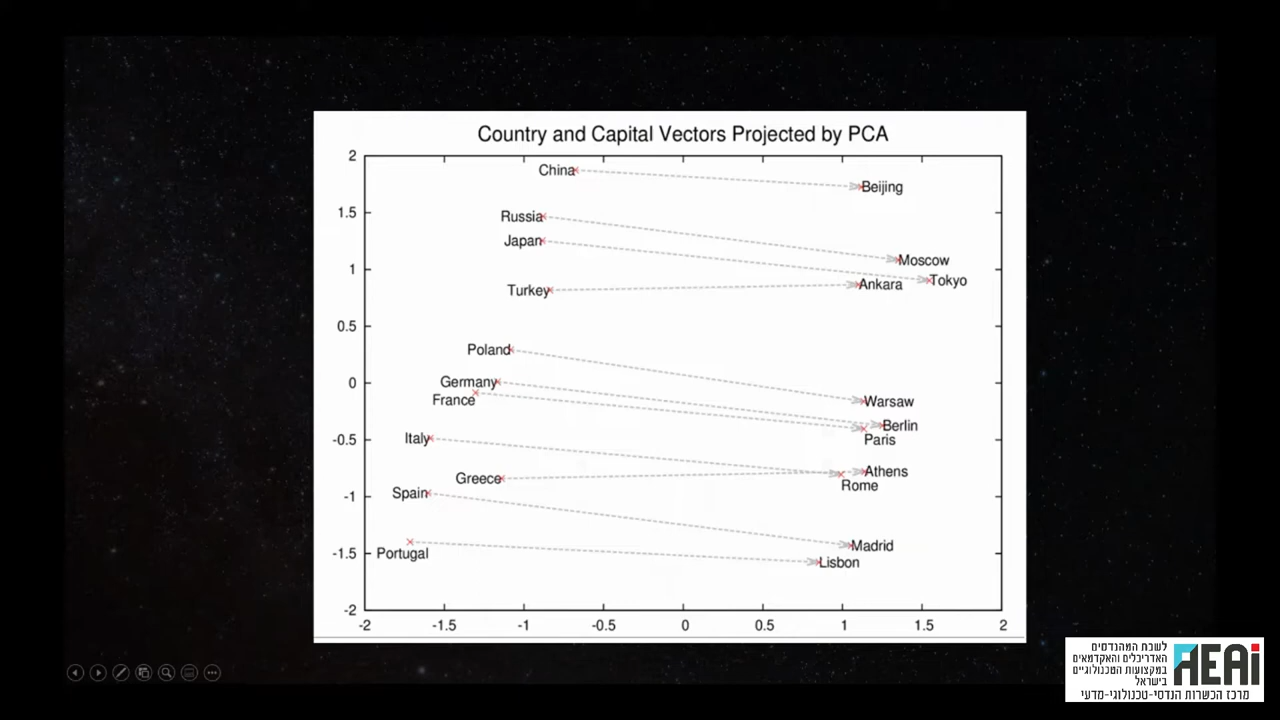 Country and Capital Vectors Projected by PCA
2
China
Beijing
1.5
Russia
Japan
Moscow
1
Tokyo
Turkey
Ankara
0.5
Poland
0
Germany
France
Warsaw
Berlin
-0.5
Paris
Italy
Athens
Greece
Rome
-1
Spain
Madrid
-1.5
Portugal
Lisbon
-2
-2 -1.5 -1 -0.5 0 0.5 1 1.5 2
לשכת המהנדסים
האדריכלים והאקדמאים
במקצועות הטכנולוגיים
בישראל
AEAi
מרכז הכשרות הנדסי-טכנולוגי-מדעי